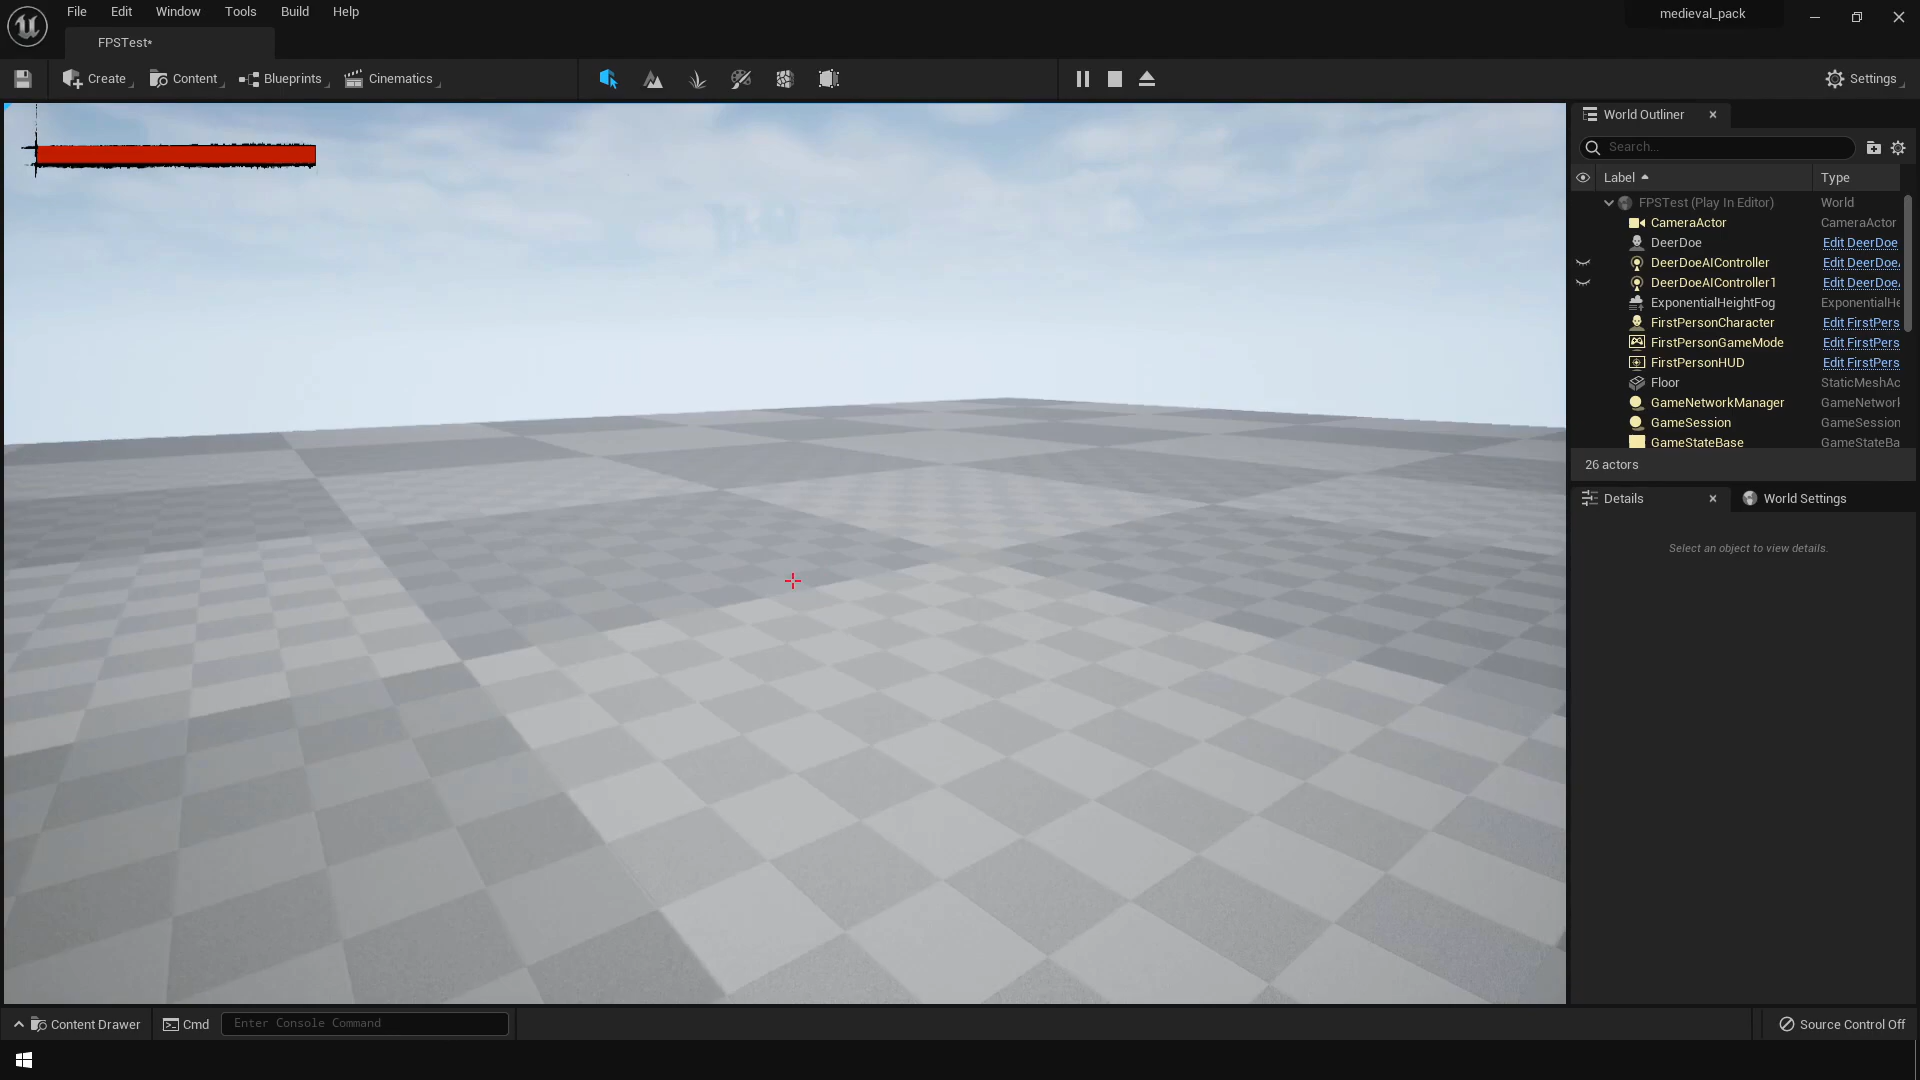 File Edit Window Tools Build Help
medieval_pack
FPSTest*
Create Content Blueprints Cinematics
Settings
World Outliner
Search...
Label Type
FPSTest (Play In Editor) World
CameraActor CameraActor
DeerDoe Edit DeerDoe
DeerDoeAIController Edit DeerDoeA
DeerDoeAIController1 Edit DeerDoeA
ExponentialHeightFog ExponentialHe
FirstPersonCharacter Edit FirstPers
FirstPersonGameMode Edit FirstPers
FirstPersonHUD Edit FirstPers
Floor StaticMeshAc
GameNetworkManager GameNetwork
GameSession GameSession
GameStateBase GameStateBa
26 actors
Details World Settings
Select an object to view details.
Content Drawer Cmd Enter Console Command
Source Control Off